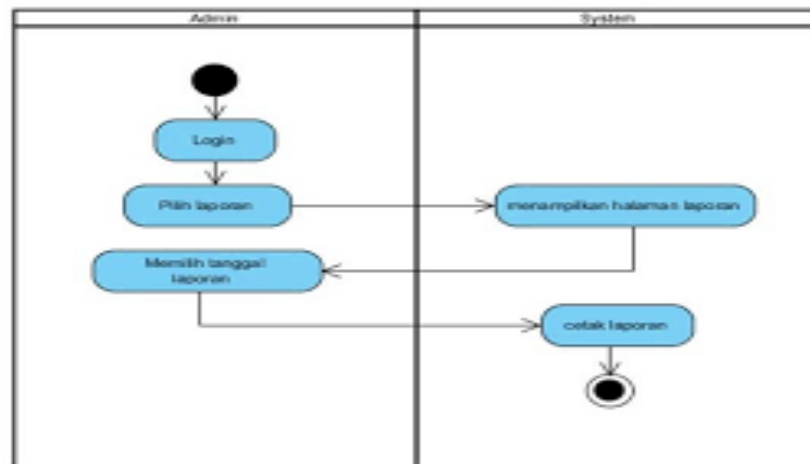 Admin
System
Login
Pilih laporan
menampilkan halaman laporan
Memilih tanggal
laporan
cetak laporan